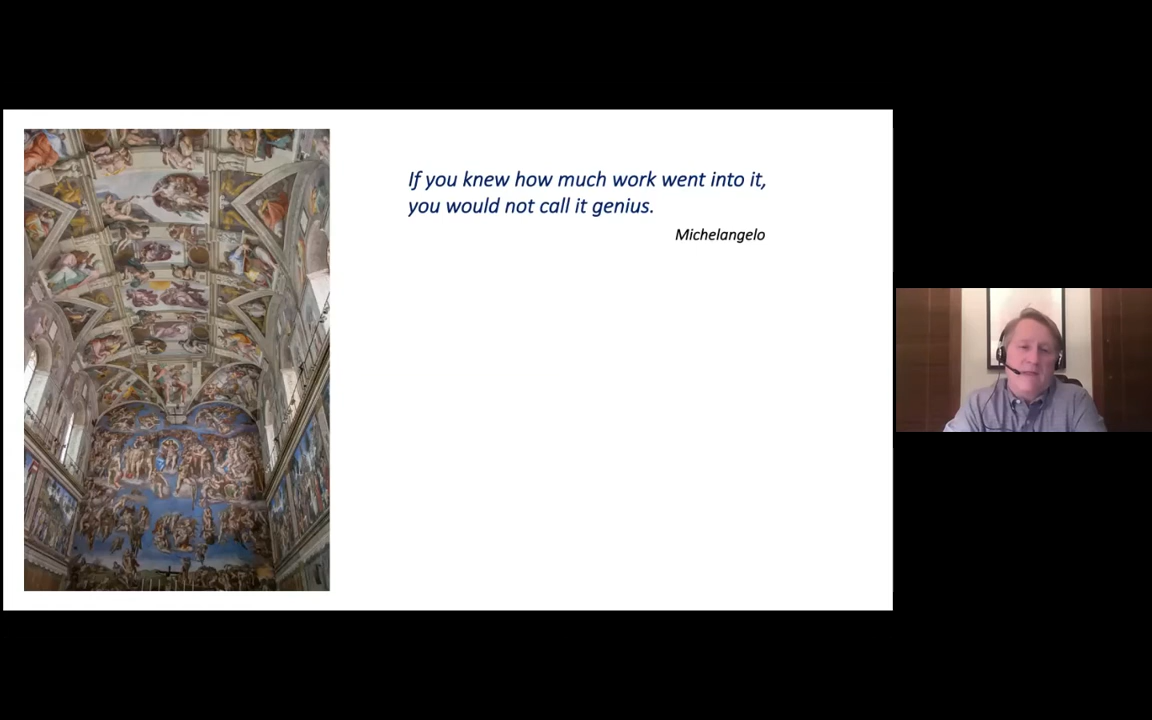 If you knew how much work went into it,
you would not call it genius.
Michelangelo